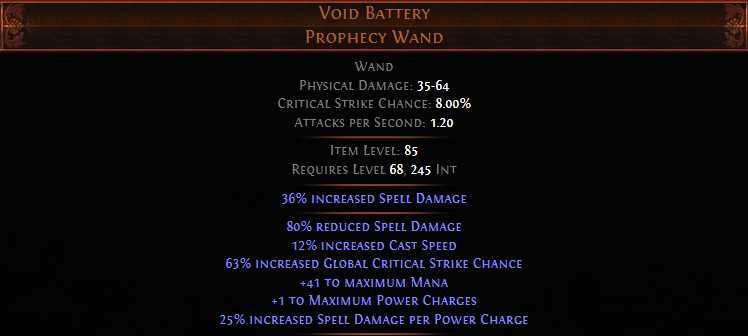 Void Battery
Prophecy Wand
Wand
Physical Damage: 35-64
Critical Strike Chance: 8.00%
Attacks per Second: 1.20
Item Level: 85
Requires Level 68, 245 Int
36% increased Spell Damage
80% reduced Spell Damage
12% increased Cast Speed
63% increased Global Critical Strike Chance
+41 to maximum Mana
+1 to Maximum Power Charges
25% increased Spell Damage per Power Charge